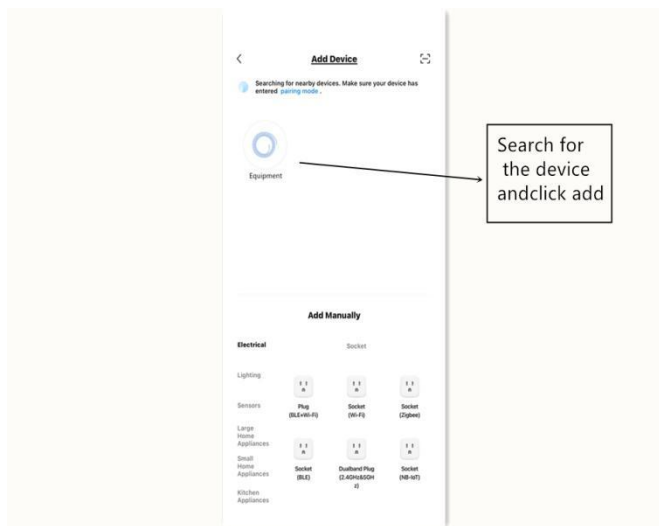 Add Device
Searching for nearby devices. Make sure your device has
entered pairing mode .
Equipment
Search for
the device
andclick add
Add Manually
Electrical
Socket
Lighting
Sensors
Plug
(BLE+Wi-Fi)
Socket
(Wi-Fi)
Socket
(Zigbee)
Large
Home
Appliances
Small
Home
Appliances
Socket
(BLE)
Dualband Plug
(2.4GHz&5GH
z)
Socket
(NB-IoT)
Kitchen
Appliances